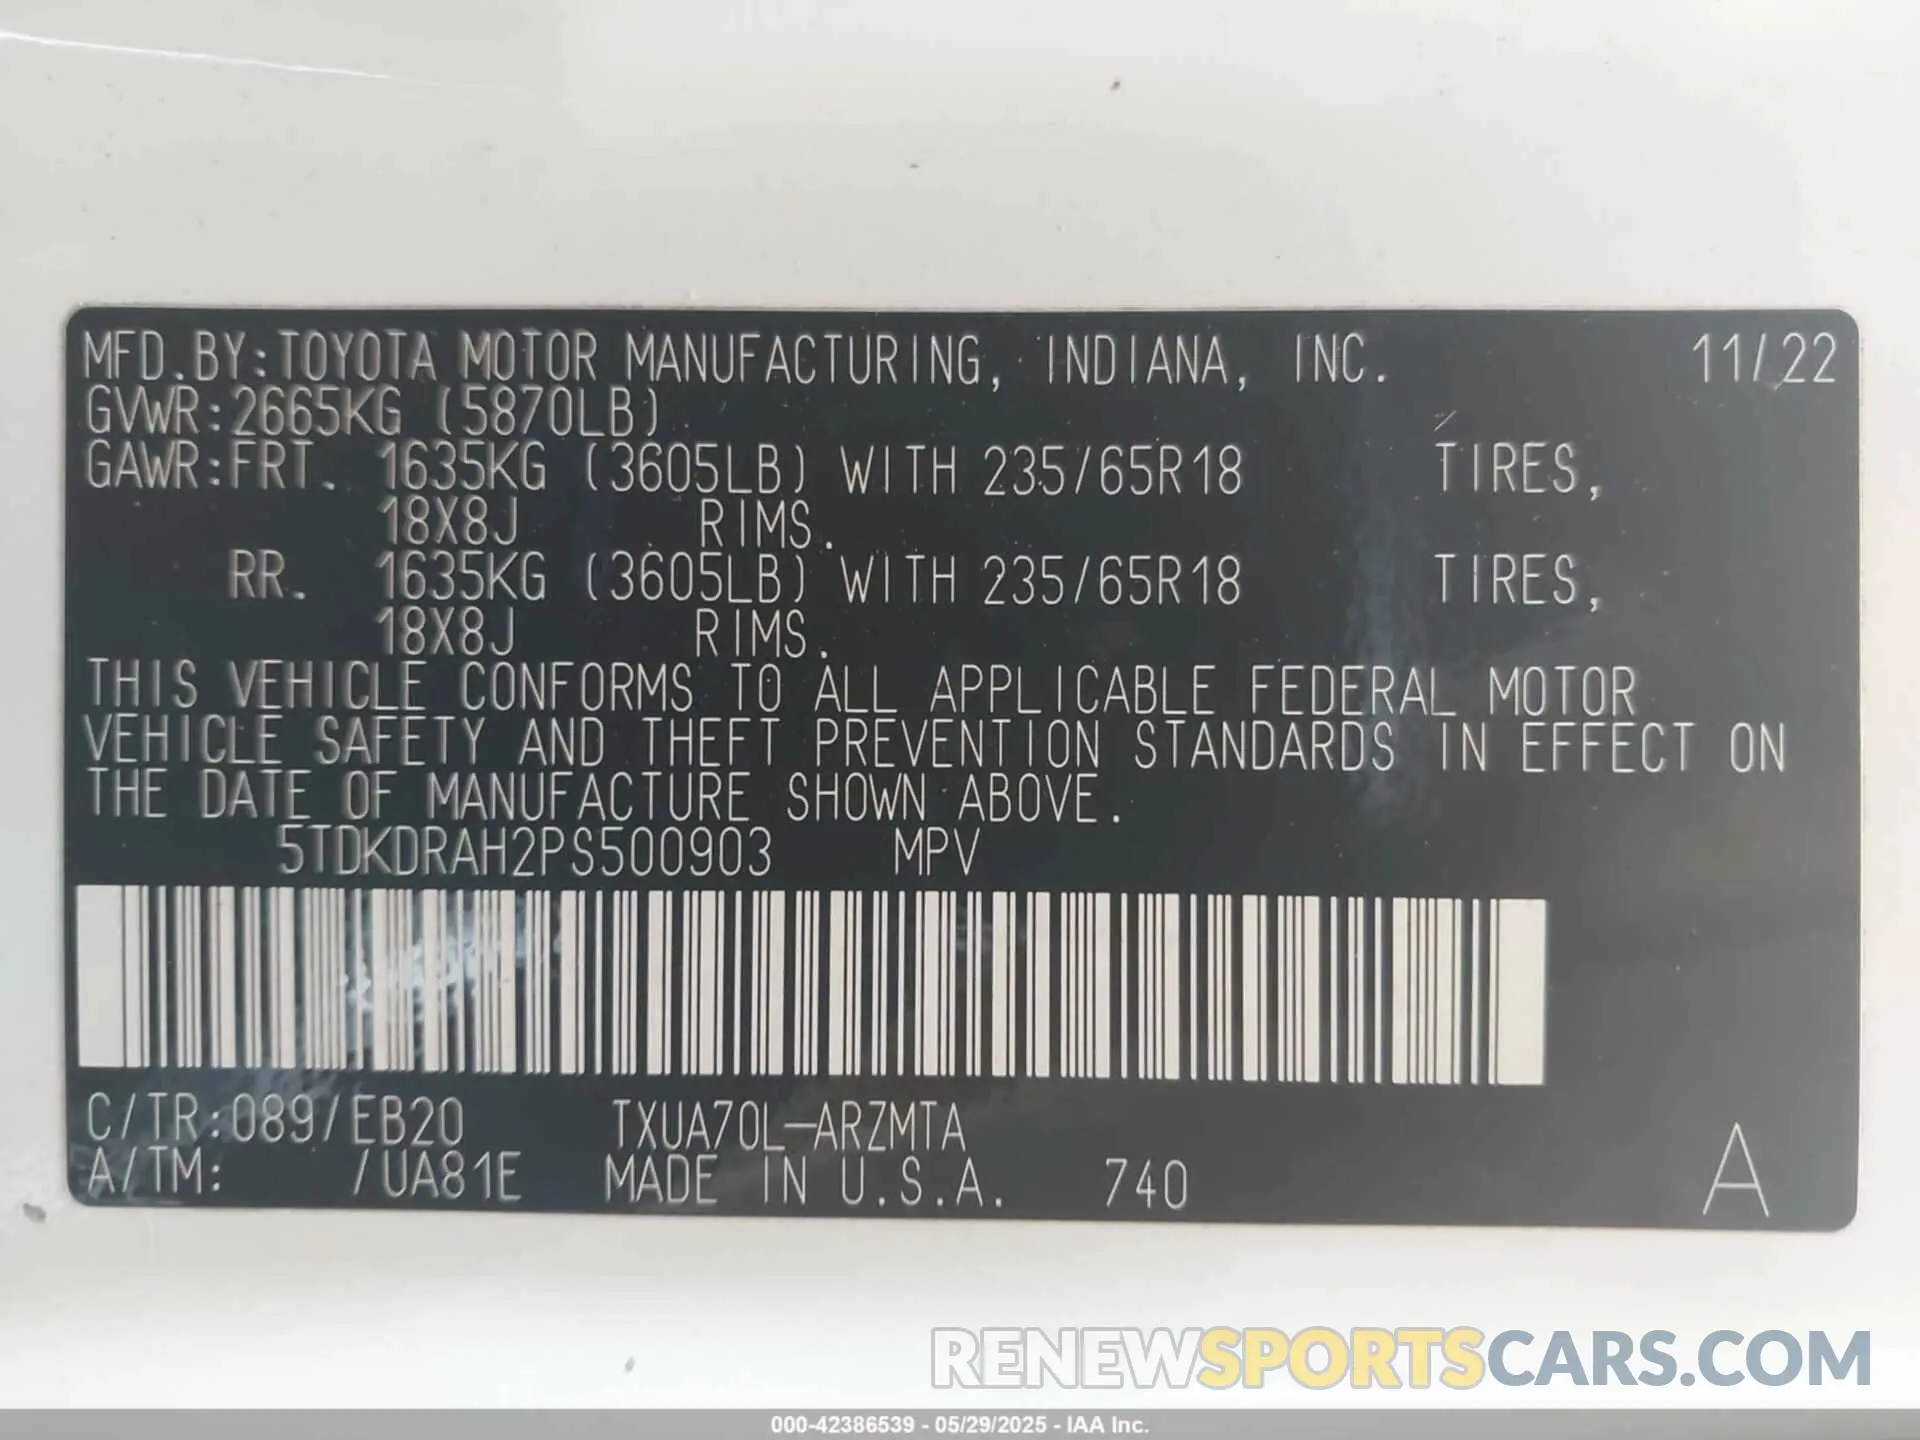 MFD.BY:TOYOTA MOTOR MANUFACTURING, INDIANA, INC. 11/22
GVWR:2665KG (5870LB)
GAWR:FRT. 1635KG (3605LB) WITH 235/65R18 TIRES,
18X8J RIMS.
RR. 1635KG (3605LB) WITH 235/65R18 TIRES,
18X8J RIMS.
THIS VEHICLE CONFORMS TO ALL APPLICABLE FEDERAL MOTOR
VEHICLE SAFETY AND THEFT PREVENTION STANDARDS IN EFFECT ON
THE DATE OF MANUFACTURE SHOWN ABOVE.
5TDKDRAH2PS500903 MPV
C/TR:089/EB20 TXUA70L-ARZMTA
A/TM: /UA81E MADE IN U.S.A. 740 A
RENEWSPORTSCARS.COM
000-42386539 - 05/29/2025 - IAA Inc.